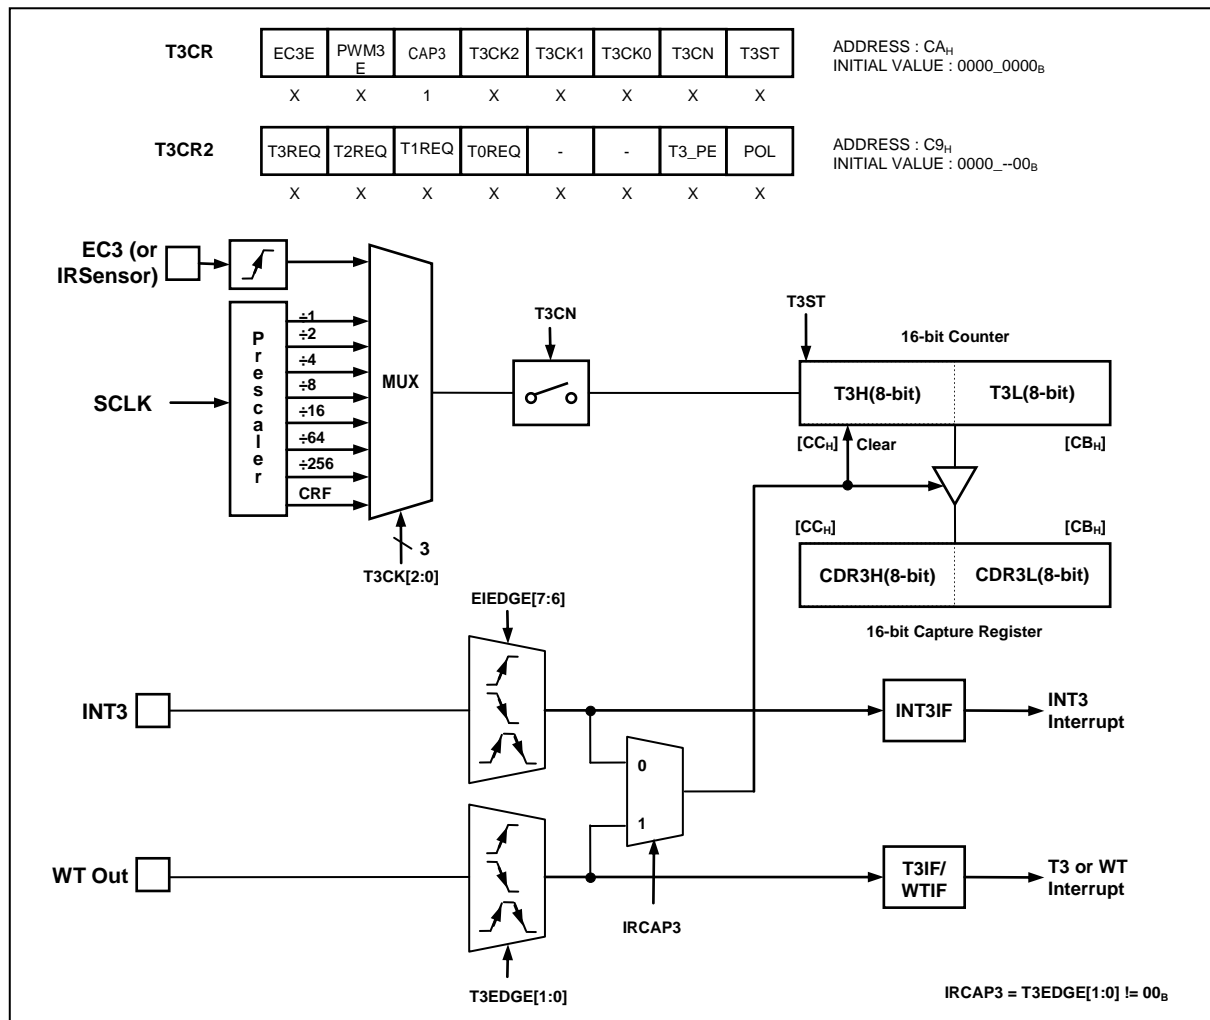 T3CR EC3E PWM3E CAP3 T3CK2 T3CK1 T3CK0 T3CN T3ST
ADDRESS : CAH
INITIAL VALUE : 0000_0000B
X X 1 X X X X X
T3CR2 T3REQ T2REQ T1REQ T0REQ - - T3_PE POL
ADDRESS : C9H
INITIAL VALUE : 0000_--00B
X X X X X X X X
EC3 (or
IRSensor)
SCLK
Prescaler
÷1
÷2
÷4
÷8
÷16
÷64
÷256
CRF
MUX
3
T3CK[2:0]
T3CN
T3ST
16-bit Counter
T3H(8-bit) T3L(8-bit)
[CCH] Clear [CBH]
[CCH] [CBH]
CDR3H(8-bit) CDR3L(8-bit)
16-bit Capture Register
EIEDGE[7:6]
INT3
INT3IF
INT3
Interrupt
0
1
IRCAP3
WT Out
T3IF/
WTIF
T3 or WT
Interrupt
T3EDGE[1:0]
IRCAP3 = T3EDGE[1:0] != 00B